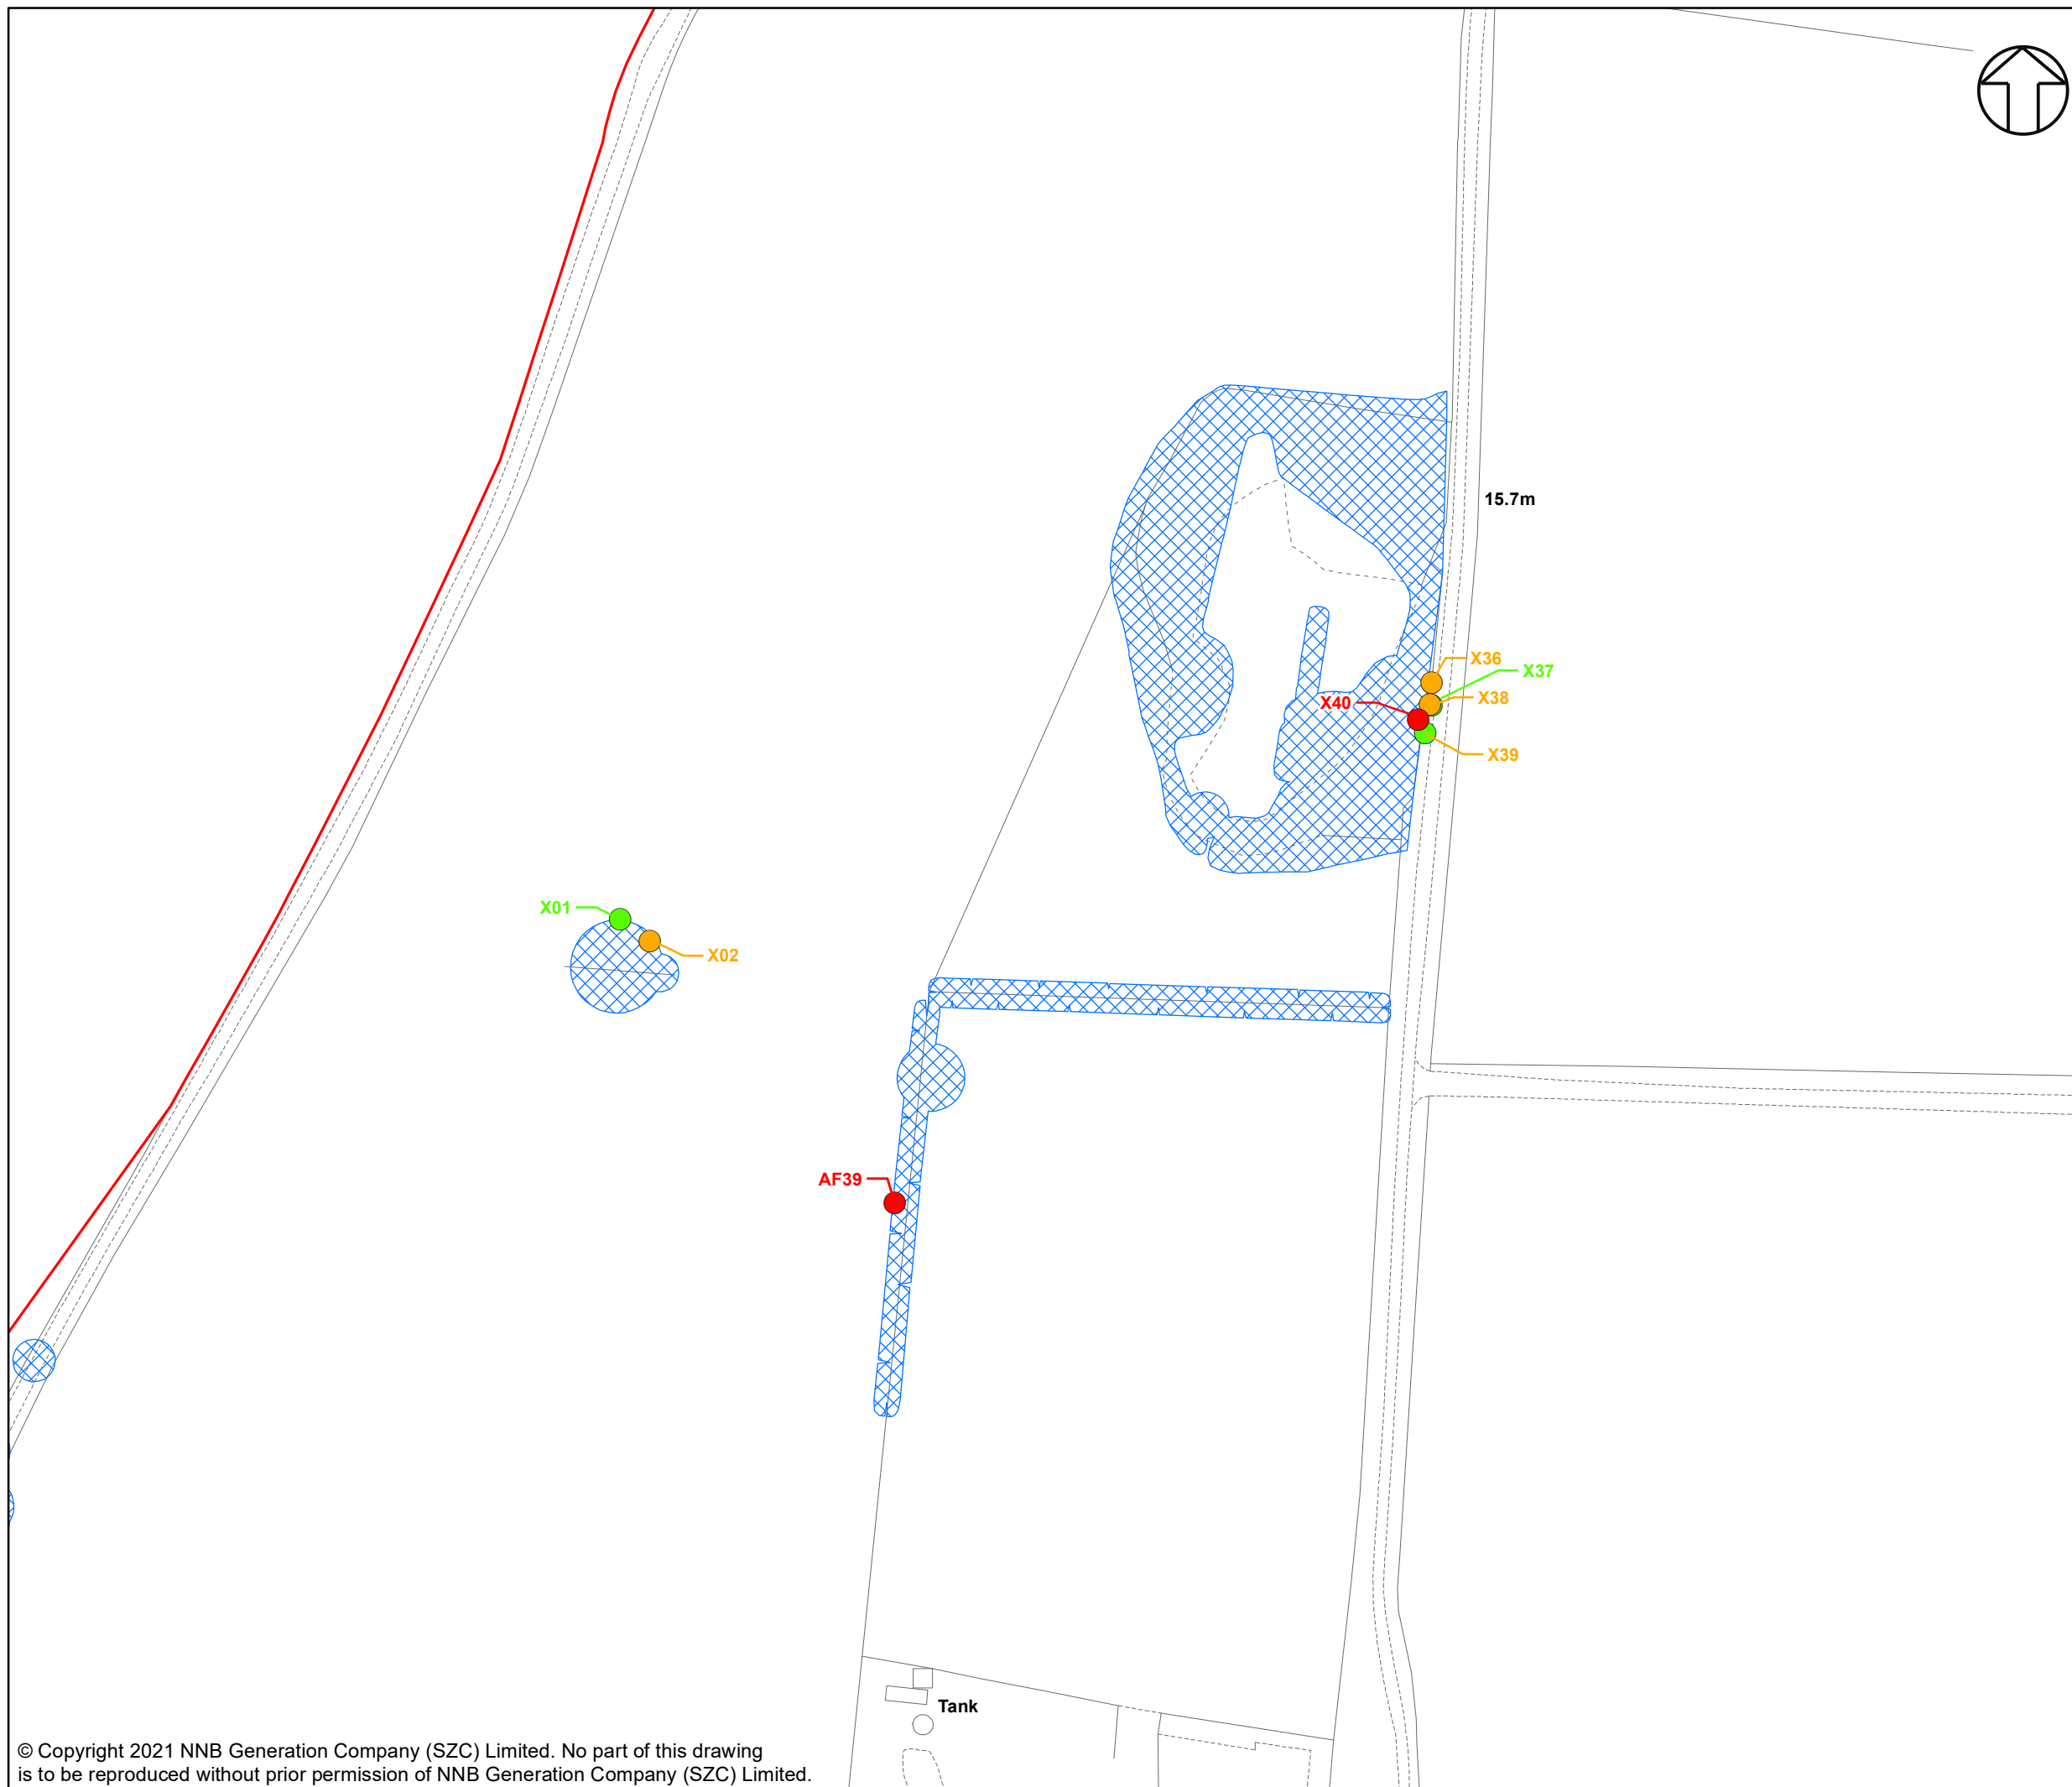 15.7m
X36
X37
X38
X40
X39
X01
X02
AF39
Tank
© Copyright 2021 NNB Generation Company (SZC) Limited. No part of this drawing
is to be reproduced without prior permission of NNB Generation Company (SZC) Limited.